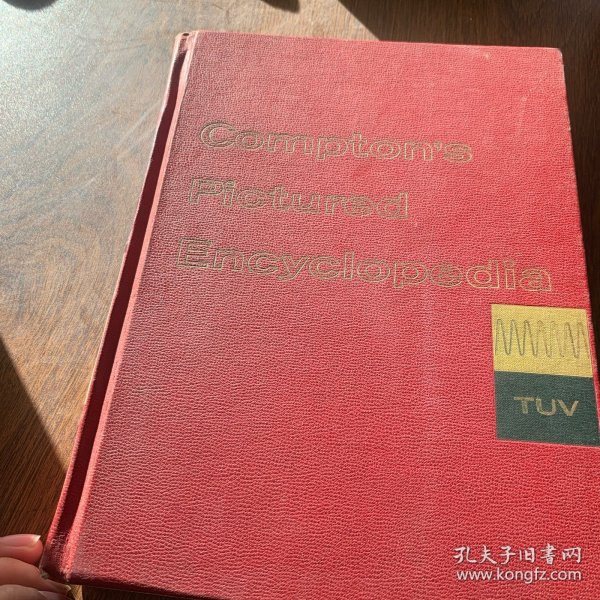 Compton's
Pictured
Encyclopedia
TUV
孔夫子旧书网
www.kongfz.com